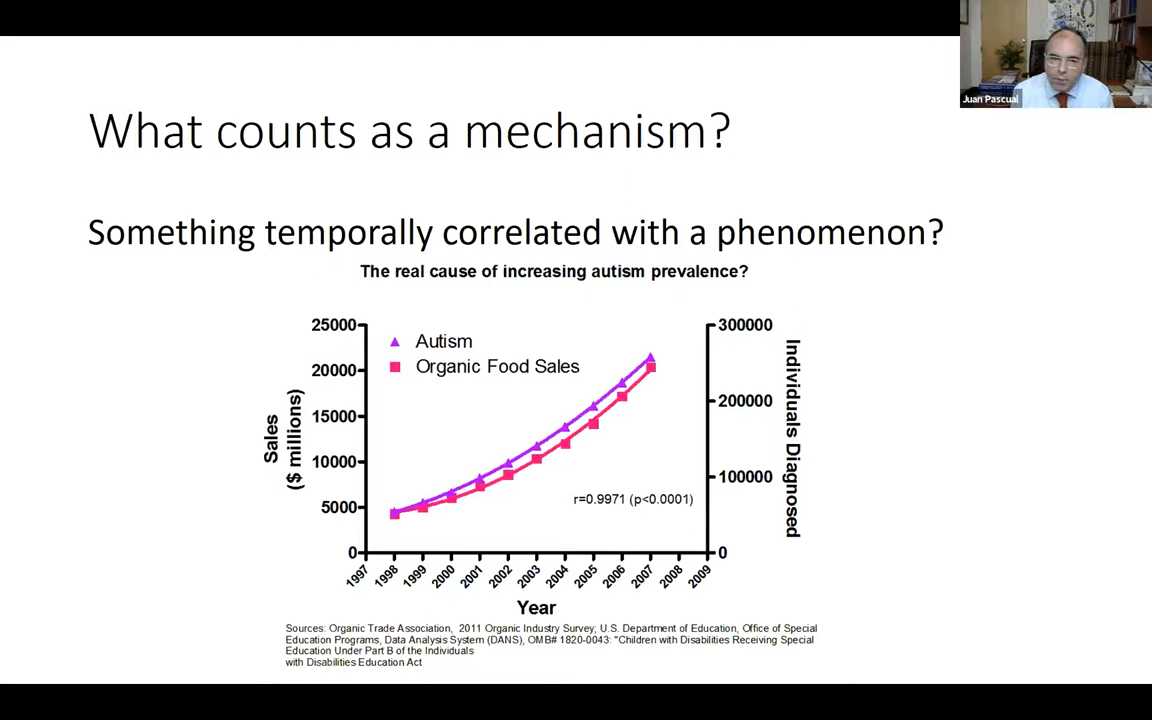 Juan Pascual
What counts as a mechanism?
Something temporally correlated with a phenomenon?
The real cause of increasing autism prevalence?
25000
20000
15000
10000
5000
0
Sales
($ millions)
Autism
Organic Food Sales
r=0.9971 (p<0.0001)
300000
200000
100000
0
Individuals Diagnosed
1997
1998
1999
2000
2001
2002
2003
2004
2005
2006
2007
2008
2009
Year
Sources: Organic Trade Association, 2011 Organic Industry Survey; U.S. Department of Education, Office of Special
Education Programs, Data Analysis System (DANS), OMB# 1820-0043: "Children with Disabilities Receiving Special
Education Under Part B of the Individuals
with Disabilities Education Act